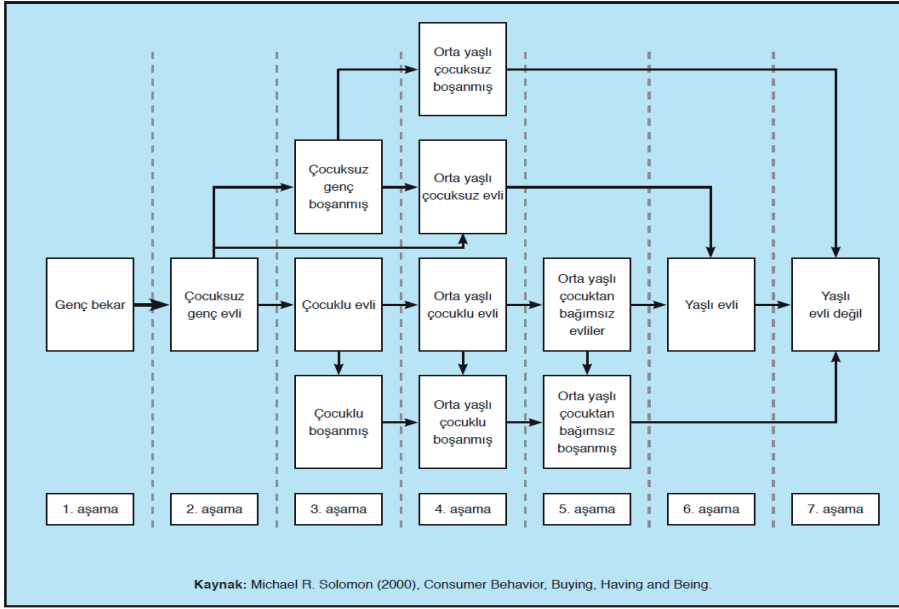 Orta yaşlı
çocuksuz
boşanmış
Çocuksuz
genç
boşanmış
Orta yaşlı
çocuksuz evli
Genç bekar
Çocuksuz
genç evli
Çocuklu evli
Orta yaşlı
çocuklu evli
Orta yaşlı
çocuktan
bağımsız
evliler
Yaşlı evli
Yaşlı
evli değil
Çocuklu
boşanmış
Orta yaşlı
çocuklu
boşanmış
Orta yaşlı
çocuktan
bağımsız
boşanmış
1. aşama
2. aşama
3. aşama
4. aşama
5. aşama
6. aşama
7. aşama
Kaynak: Michael R. Solomon (2000), Consumer Behavior, Buying, Having and Being.